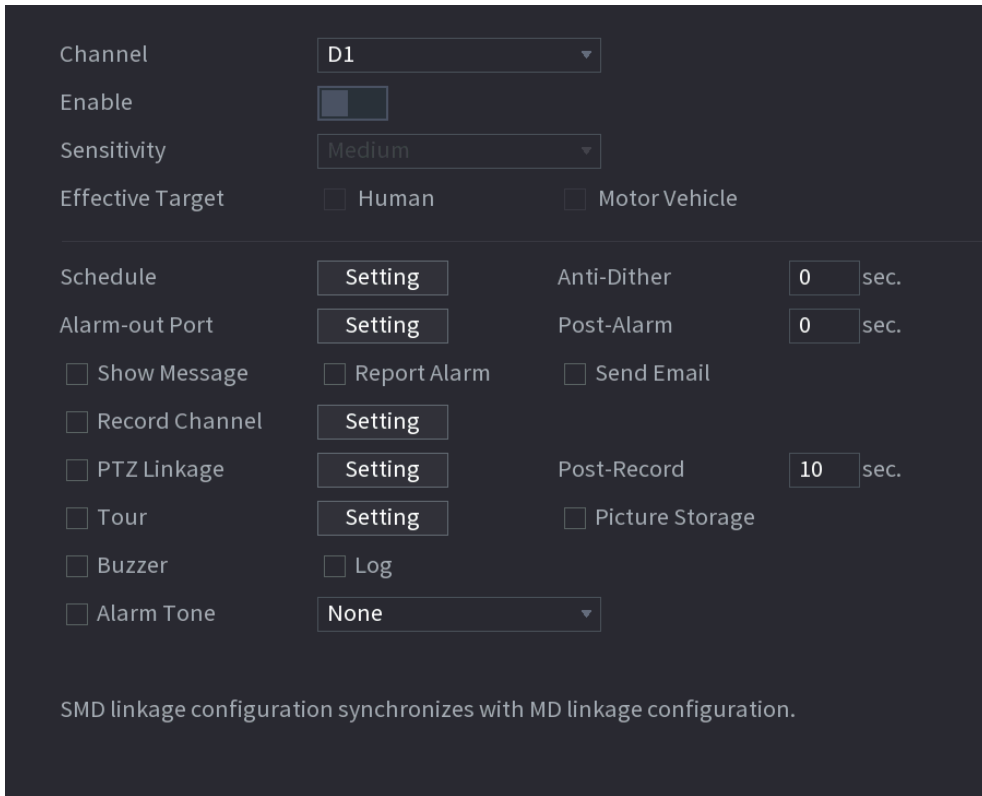 Channel D1
Enable
Sensitivity Medium
Effective Target Human Motor Vehicle
Schedule Setting Anti-Dither 0 sec.
Alarm-out Port Setting Post-Alarm 0 sec.
Show Message Report Alarm Send Email
Record Channel Setting
PTZ Linkage Setting Post-Record 10 sec.
Tour Setting Picture Storage
Buzzer Log
Alarm Tone None
SMD linkage configuration synchronizes with MD linkage configuration.